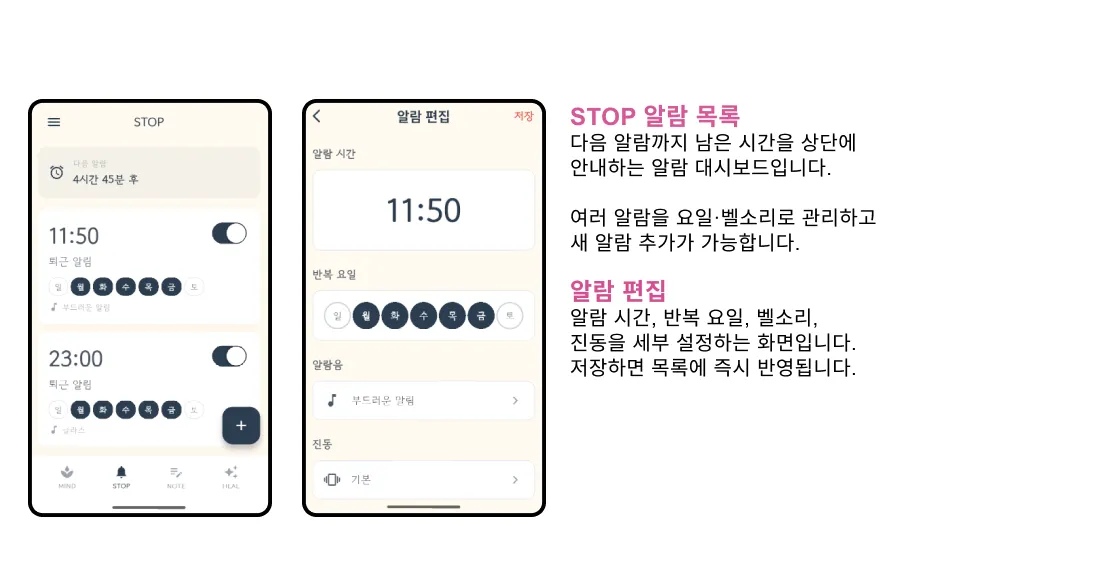 STOP
다음 알람
4시간 45분 후
11:50
퇴근 알림
일 월 화 수 목 금 토
부드러운 알림
23:00
퇴근 알림
일 월 화 수 목 금 토
글라스
+
MIND STOP NOTE HEAL
알람 편집 저장
알람 시간
11:50
반복 요일
일 월 화 수 목 금 토
알람음
부드러운 알림
진동
기본
STOP 알람 목록
다음 알람까지 남은 시간을 상단에
안내하는 알람 대시보드입니다.
여러 알람을 요일·벨소리로 관리하고
새 알람 추가가 가능합니다.
알람 편집
알람 시간, 반복 요일, 벨소리,
진동을 세부 설정하는 화면입니다.
저장하면 목록에 즉시 반영됩니다.